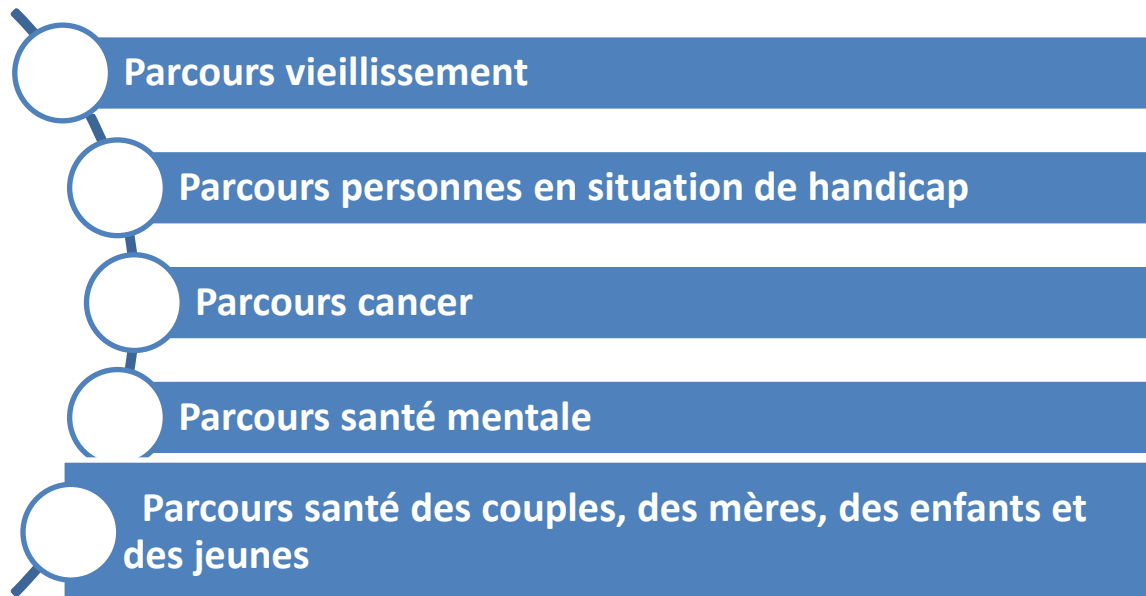 Parcours vieillissement
Parcours personnes en situation de handicap
Parcours cancer
Parcours santé mentale
Parcours santé des couples, des mères, des enfants et
des jeunes